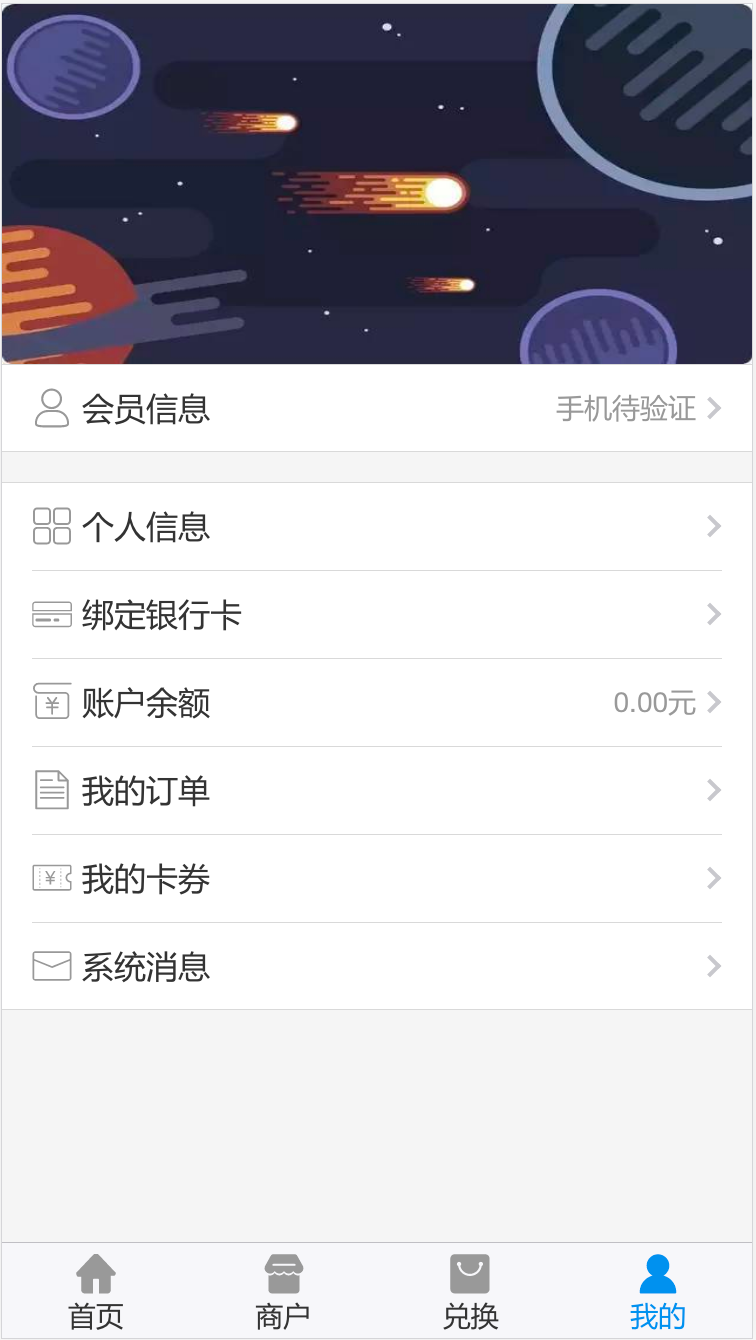 会员信息 手机待验证
个人信息
绑定银行卡
账户余额 0.00元
我的订单
我的卡券
系统消息
首页 商户 兑换 我的